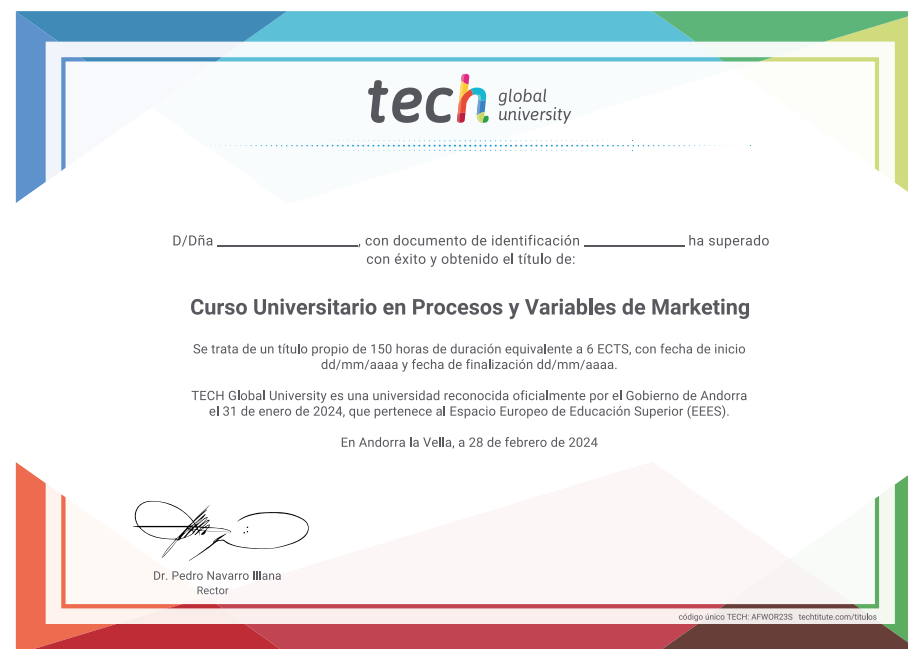 tech global university
D/Dña ____________________, con documento de identificación ______________ ha superado
con éxito y obtenido el título de:
Curso Universitario en Procesos y Variables de Marketing
Se trata de un título propio de 150 horas de duración equivalente a 6 ECTS, con fecha de inicio
dd/mm/aaaa y fecha de finalización dd/mm/aaaa.
TECH Global University es una universidad reconocida oficialmente por el Gobierno de Andorra
el 31 de enero de 2024, que pertenece al Espacio Europeo de Educación Superior (EEES).
En Andorra la Vella, a 28 de febrero de 2024
Dr. Pedro Navarro Illana
Rector
código único TECH: AFWOR23S techtitute.com/titulos